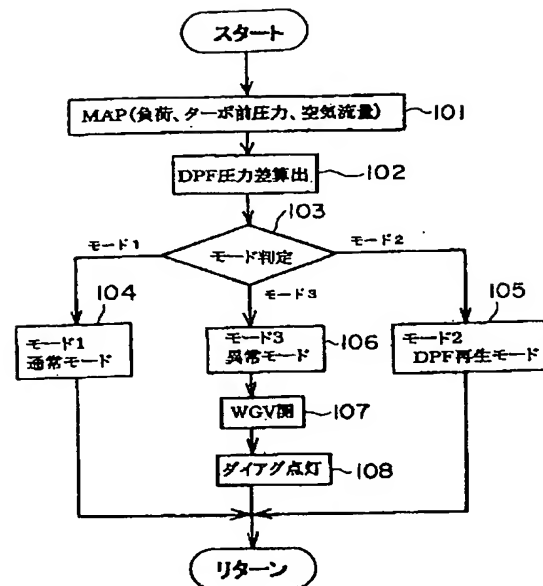 スタート
MAP(負荷、ターボ前圧力、空気流量)
101
DPF圧力差算出
102
103
モード1
モード判定
モード2
モード3
104
モード1
通常モード
モード3
異常モード
106
105
モード2
DPF再生モード
WGV開
107
ダイアグ点灯
108
リターン